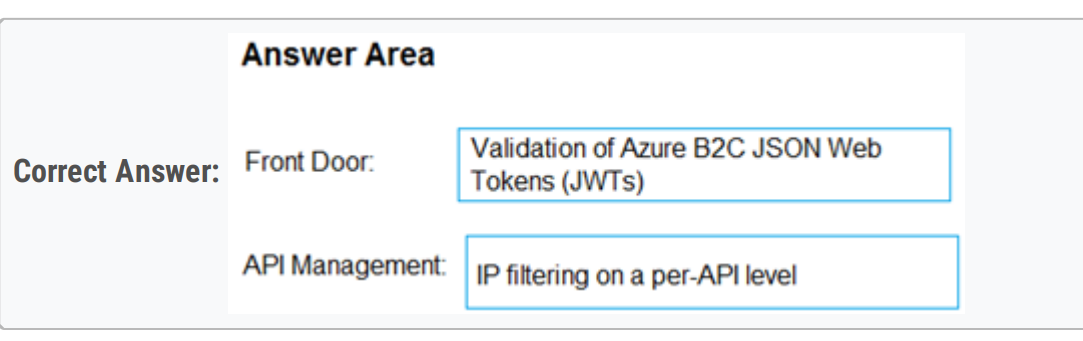 Answer Area
Correct Answer:
Front Door:
Validation of Azure B2C JSON Web
Tokens (JWTs)
API Management:
IP filtering on a per-API level